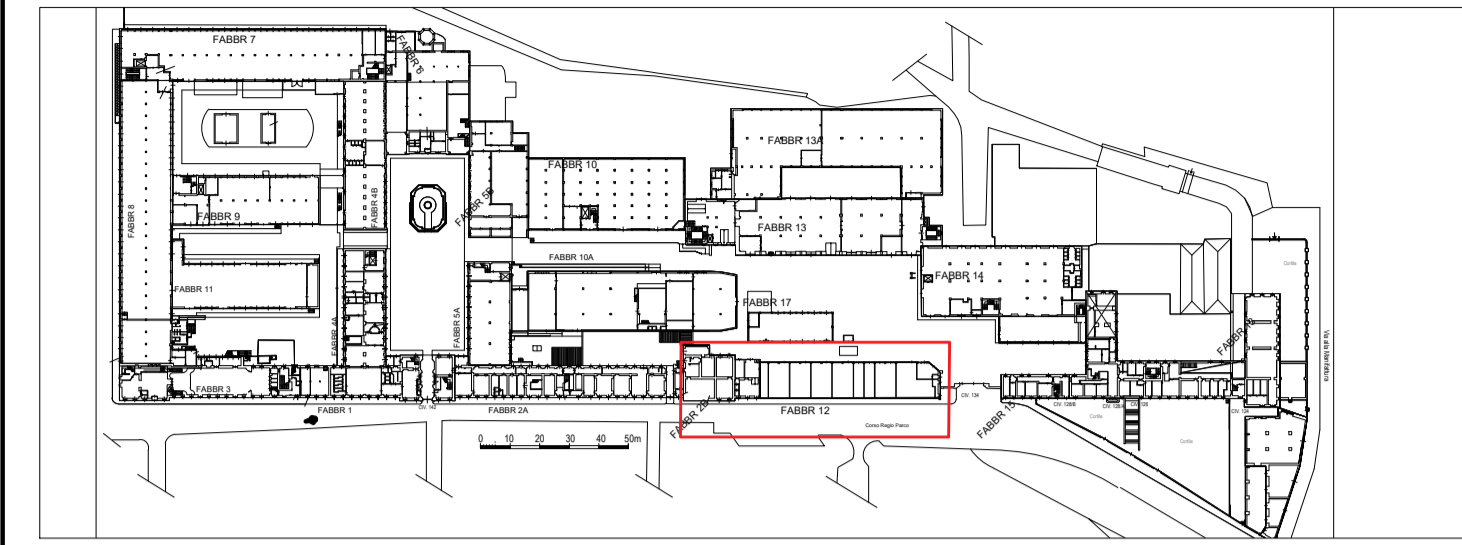 FABBR 7
FABBR 6
FABBR 13A
FABBR 10
FABBR 8
FABBR 9
FABBR 4B
FABBR 5B
FABBR 13
FABBR 10A
FABBR 14
Cortile
FABBR 11
FABBR 17
FABBR 4A
FABBR 5A
Via alla Manifattura
FABBR 3
FABBR 1
CIV. 142
FABBR 2A
FABBR 2B
FABBR 12
Corso Regio Parco
CIV. 134
FABBR 15
CIV. 128/B
CIV. 126
CIV. 124
Cortile
Cortile
0 10 20 30 40 50m